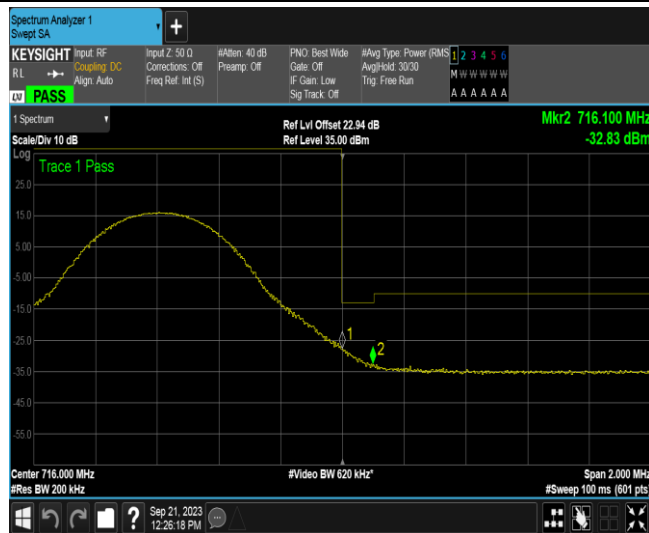 Spectrum Analyzer 1
Swept SA
+
KEYSIGHT
RL
LXI PASS
Input: RF
Coupling: DC
Align: Auto
Input Z: 50 Ω
Corrections: Off
Freq Ref: Int (S)
#Atten: 40 dB
Preamp: Off
PNO: Best Wide
Gate: Off
IF Gain: Low
Sig Track: Off
#Avg Type: Power (RMS
Avg|Hold: 30/30
Trig: Free Run
1 2 3 4 5 6
M W W W W W
A A A A A A
1 Spectrum
Scale/Div 10 dB
Ref Lvl Offset 22.94 dB
Ref Level 35.00 dBm
Mkr2 716.100 MHz
-32.83 dBm
Log
Trace 1 Pass
25.0
15.0
5.00
-5.00
-15.0
-25.0
-35.0
-45.0
-55.0
1
2
Center 716.000 MHz
#Res BW 200 kHz
#Video BW 620 kHz*
Span 2.000 MHz
#Sweep 100 ms (601 pts)
?
Sep 21, 2023
12:26:18 PM